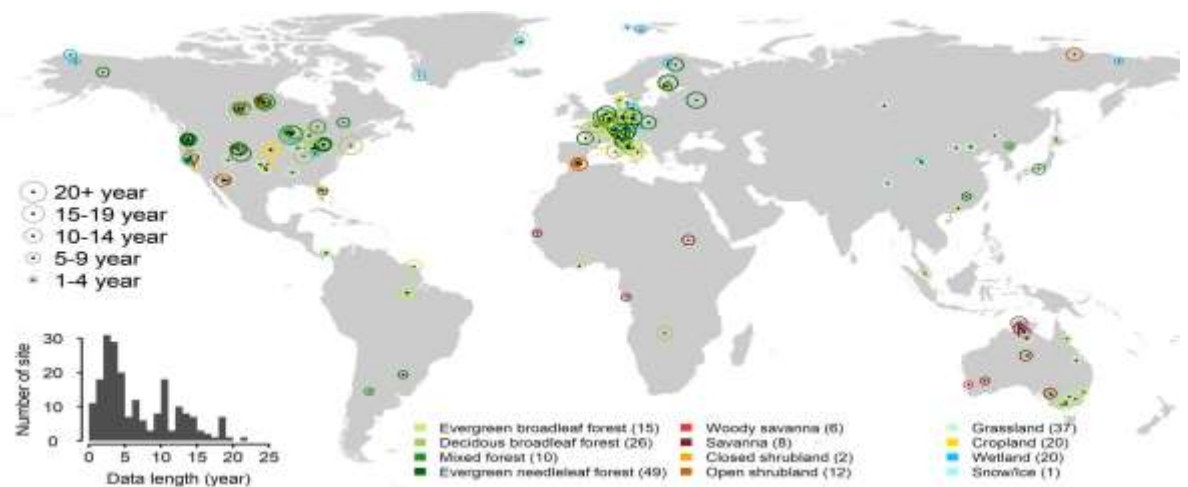 20+ year
15-19 year
10-14 year
5-9 year
1-4 year
Number of site
30
20
10
0
0 5 10 15 20 25
Data length (year)
Evergreen broadleaf forest (15)
Decidous broadleaf forest (26)
Mixed forest (10)
Evergreen needleleaf forest (49)
Woody savanna (6)
Savanna (8)
Closed shrubland (2)
Open shrubland (12)
Grassland (37)
Cropland (20)
Wetland (20)
Snow/Ice (1)